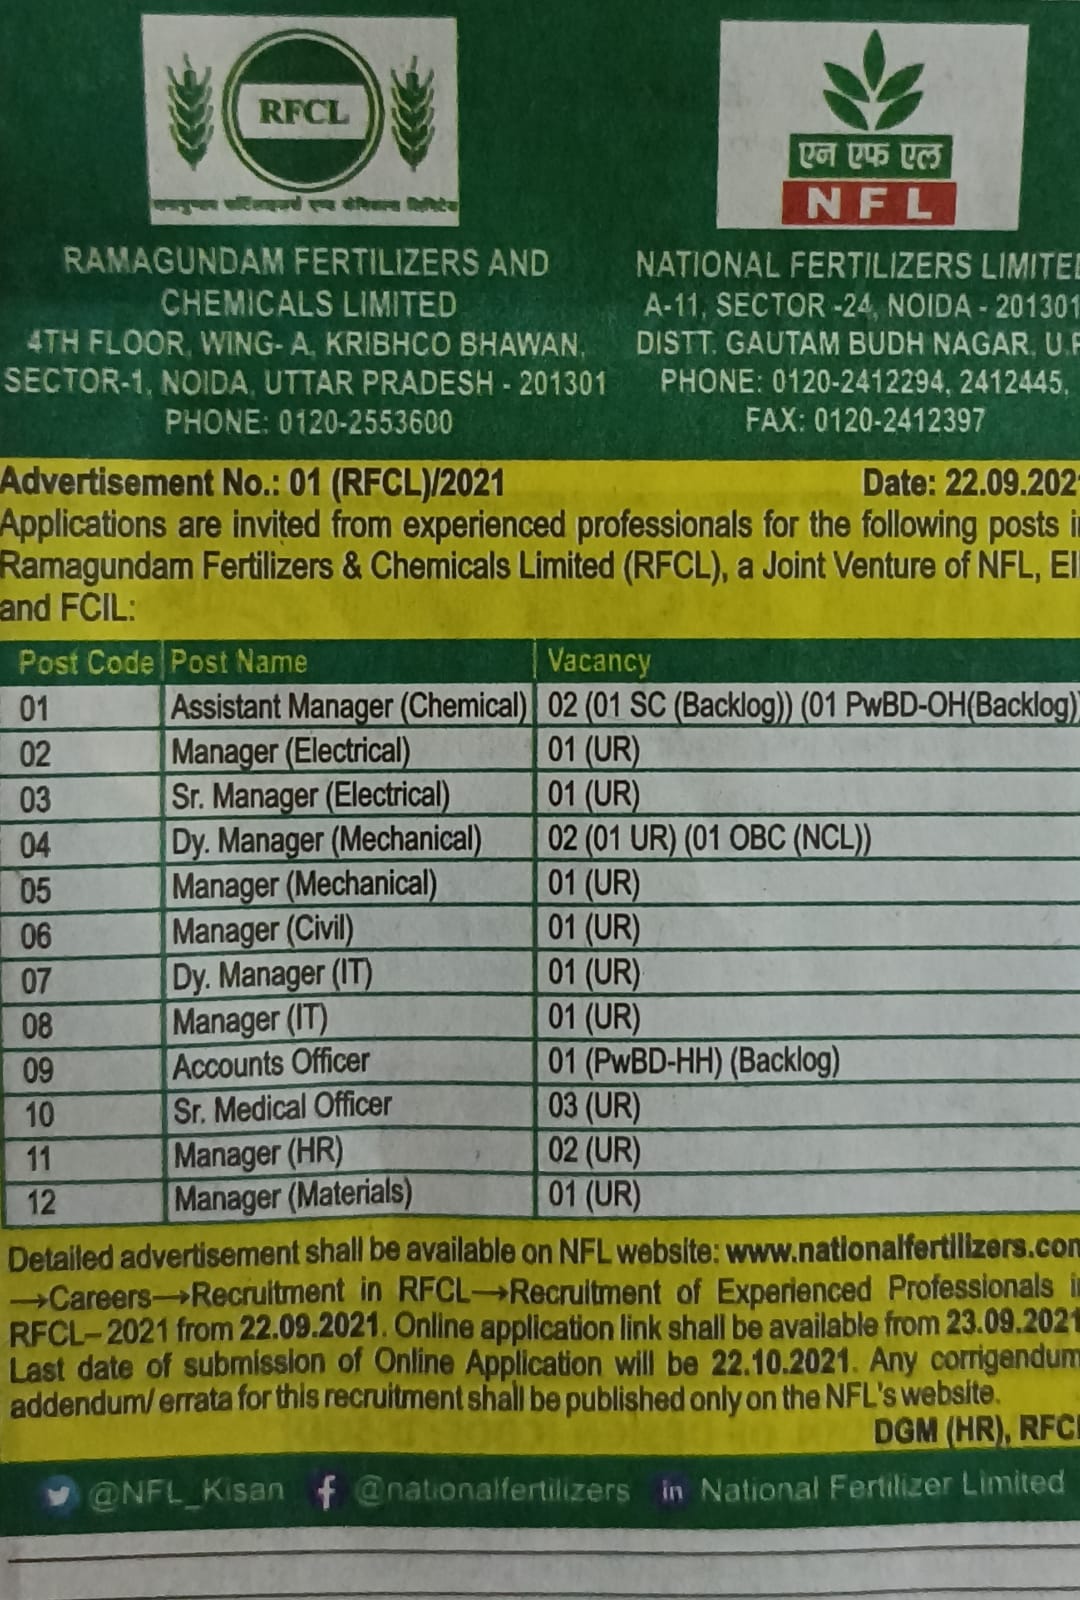 RFCL
एन एफ एल
NFL
RAMAGUNDAM FERTILIZERS AND
CHEMICALS LIMITED
4TH FLOOR, WING- A, KRIBHCO BHAWAN,
SECTOR-1, NOIDA, UTTAR PRADESH - 201301
PHONE: 0120-2553600
NATIONAL FERTILIZERS LIMITE
A-11, SECTOR -24, NOIDA - 201301
DISTT. GAUTAM BUDH NAGAR, U.P
PHONE: 0120-2412294, 2412445,
FAX: 0120-2412397
Advertisement No.: 01 (RFCL)/2021 Date: 22.09.202
Applications are invited from experienced professionals for the following posts i
Ramagundam Fertilizers & Chemicals Limited (RFCL), a Joint Venture of NFL, EI
and FCIL:
Post Code Post Name Vacancy
01 Assistant Manager (Chemical) 02 (01 SC (Backlog)) (01 PwBD-OH(Backlog)
02 Manager (Electrical) 01 (UR)
03 Sr. Manager (Electrical) 01 (UR)
04 Dy. Manager (Mechanical) 02 (01 UR) (01 OBC (NCL))
05 Manager (Mechanical) 01 (UR)
06 Manager (Civil) 01 (UR)
07 Dy. Manager (IT) 01 (UR)
08 Manager (IT) 01 (UR)
09 Accounts Officer 01 (PwBD-HH) (Backlog)
10 Sr. Medical Officer 03 (UR)
11 Manager (HR) 02 (UR)
12 Manager (Materials) 01 (UR)
Detailed advertisement shall be available on NFL website: www.nationalfertilizers.com
→Careers→Recruitment in RFCL→Recruitment of Experienced Professionals i
RFCL– 2021 from 22.09.2021. Online application link shall be available from 23.09.2021
Last date of submission of Online Application will be 22.10.2021. Any corrigendum
addendum/ errata for this recruitment shall be published only on the NFL's website.
DGM (HR), RFC
@NFL_Kisan @nationalfertilizers in National Fertilizer Limited